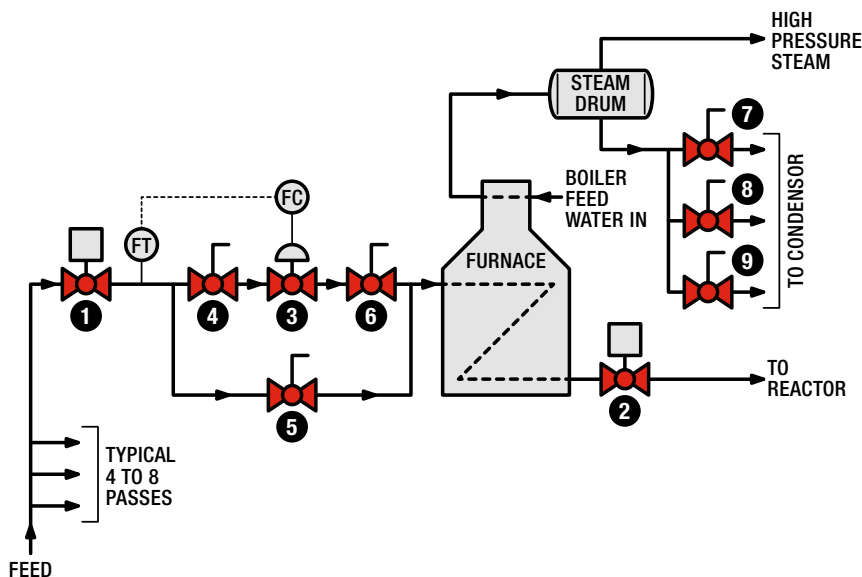 HIGH
PRESSURE
STEAM
STEAM
DRUM
7
8
9
TO CONDENSOR
BOILER
FEED
WATER IN
FC
FT
FURNACE
1
4
3
6
5
2
TO
REACTOR
TYPICAL
4 TO 8
PASSES
FEED